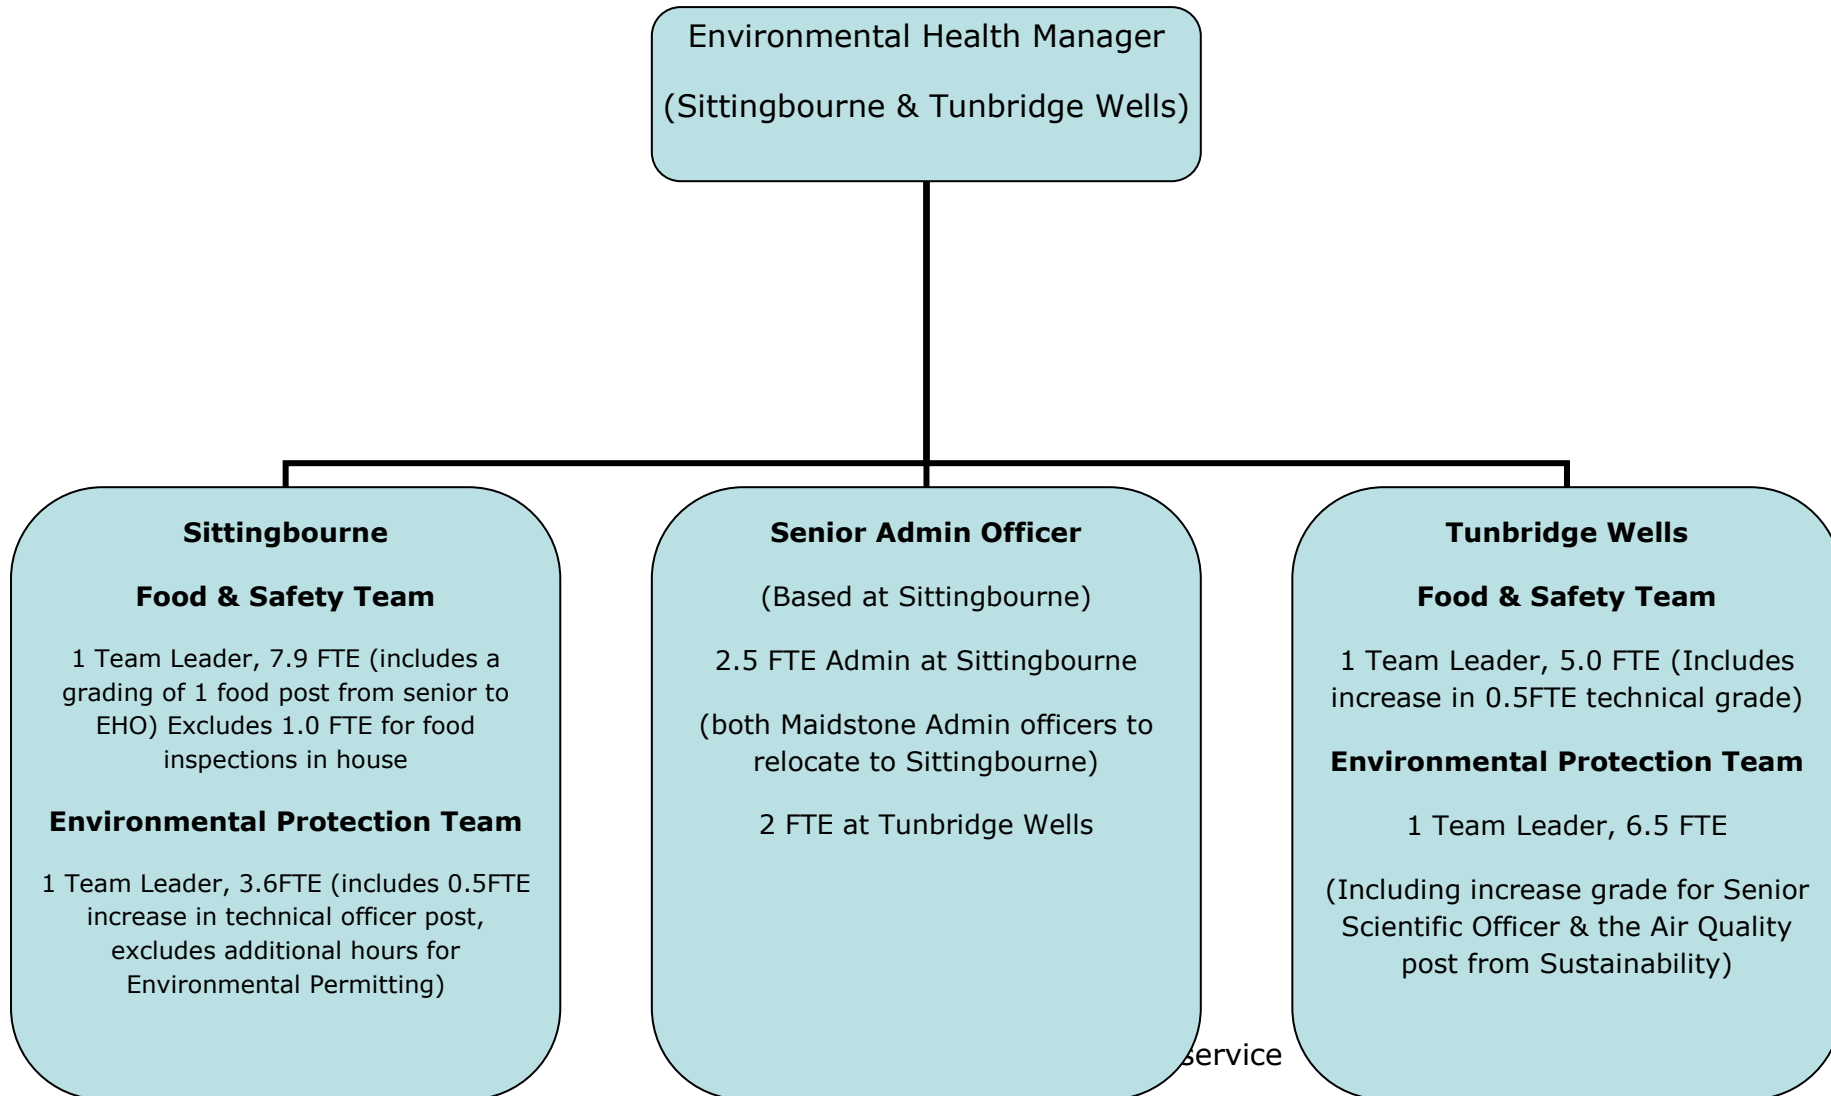 Environmental Health Manager
(Sittingbourne & Tunbridge Wells)
Sittingbourne
Food & Safety Team
1 Team Leader, 7.9 FTE (includes a
grading of 1 food post from senior to
EHO) Excludes 1.0 FTE for food
inspections in house
Environmental Protection Team
1 Team Leader, 3.6FTE (includes 0.5FTE
increase in technical officer post,
excludes additional hours for
Environmental Permitting)
Senior Admin Officer
(Based at Sittingbourne)
2.5 FTE Admin at Sittingbourne
(both Maidstone Admin officers to
relocate to Sittingbourne)
2 FTE at Tunbridge Wells
Tunbridge Wells
Food & Safety Team
1 Team Leader, 5.0 FTE (Includes
increase in 0.5FTE technical grade)
Environmental Protection Team
1 Team Leader, 6.5 FTE
(Including increase grade for Senior
Scientific Officer & the Air Quality
post from Sustainability)
service